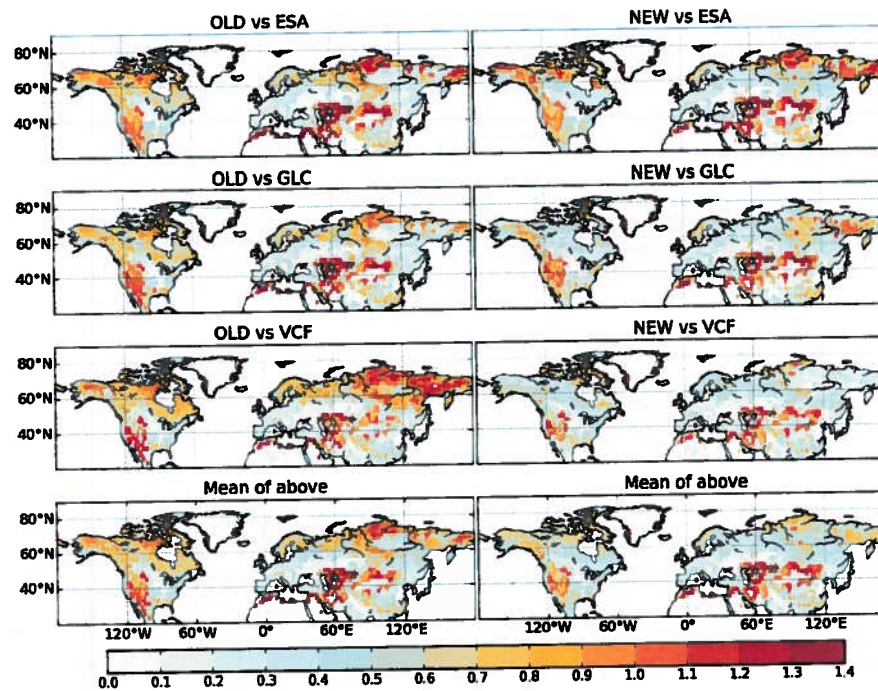 OLD vs ESA NEW vs ESA
80°N
60°N
40°N
OLD vs GLC NEW vs GLC
80°N
60°N
40°N
OLD vs VCF NEW vs VCF
80°N
60°N
40°N
Mean of above Mean of above
80°N
60°N
40°N
120°W 60°W 0° 60°E 120°E 120°W 60°W 0° 60°E 120°E
0.0 0.1 0.2 0.3 0.4 0.5 0.6 0.7 0.8 0.9 1.0 1.1 1.2 1.3 1.4